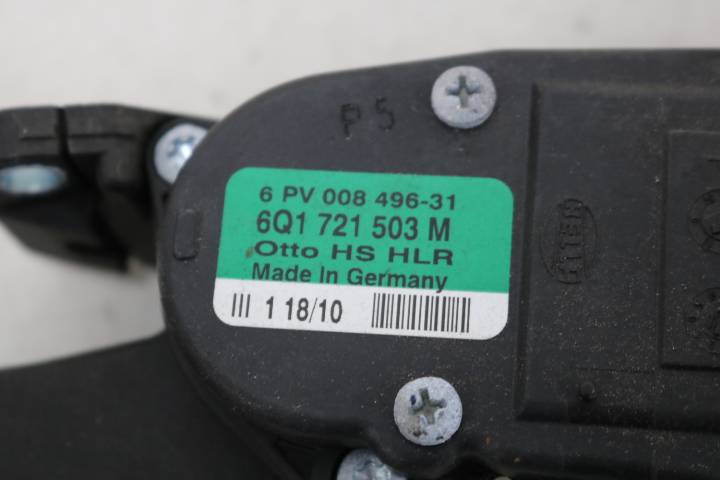 P 5
6 PV 008 496-31
6Q1 721 503 M
Otto HS HLR
Made In Germany
III 1 18/10
HELLA